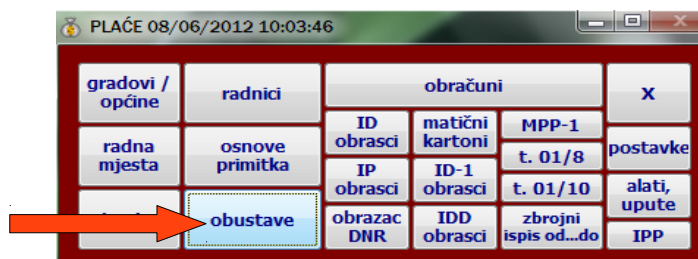 PLAĆE 08/06/2012 10:03:46
gradovi /
općine
radnici
obračuni
X
radna
mjesta
osnove
primitka
ID
obrasci
matični
kartoni
MPP-1
t. 01/8
postavke
IP
obrasci
ID-1
obrasci
t. 01/10
alati,
upute
obustave
obrazac
DNR
IDD
obrasci
zbrojni
ispis od...do
IPP